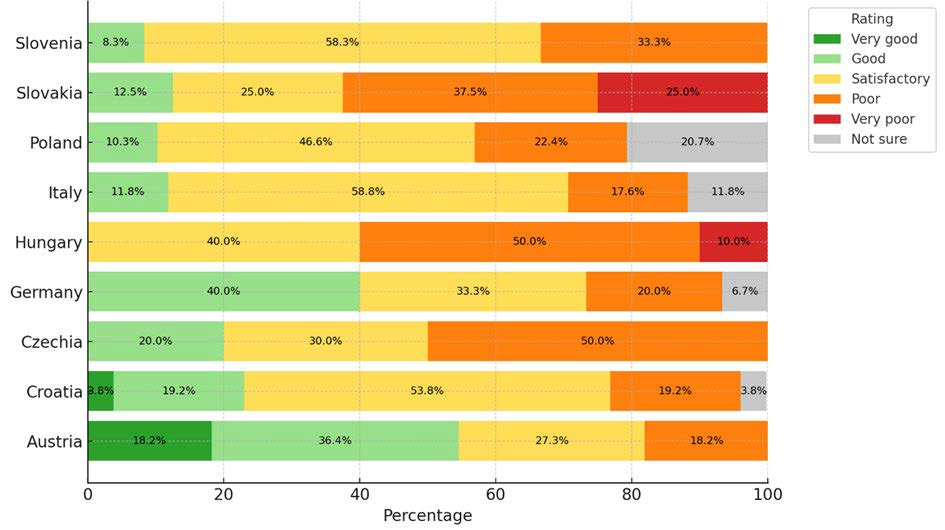 Rating
Very good
Good
Satisfactory
Poor
Very poor
Not sure
Slovenia 8.3% 58.3% 33.3%
Slovakia 12.5% 25.0% 37.5% 25.0%
Poland 10.3% 46.6% 22.4% 20.7%
Italy 11.8% 58.8% 17.6% 11.8%
Hungary 40.0% 50.0% 10.0%
Germany 40.0% 33.3% 20.0% 6.7%
Czechia 20.0% 30.0% 50.0%
Croatia 3.8% 19.2% 53.8% 19.2% 3.8%
Austria 18.2% 36.4% 27.3% 18.2%
0 20 40 60 80 100
Percentage